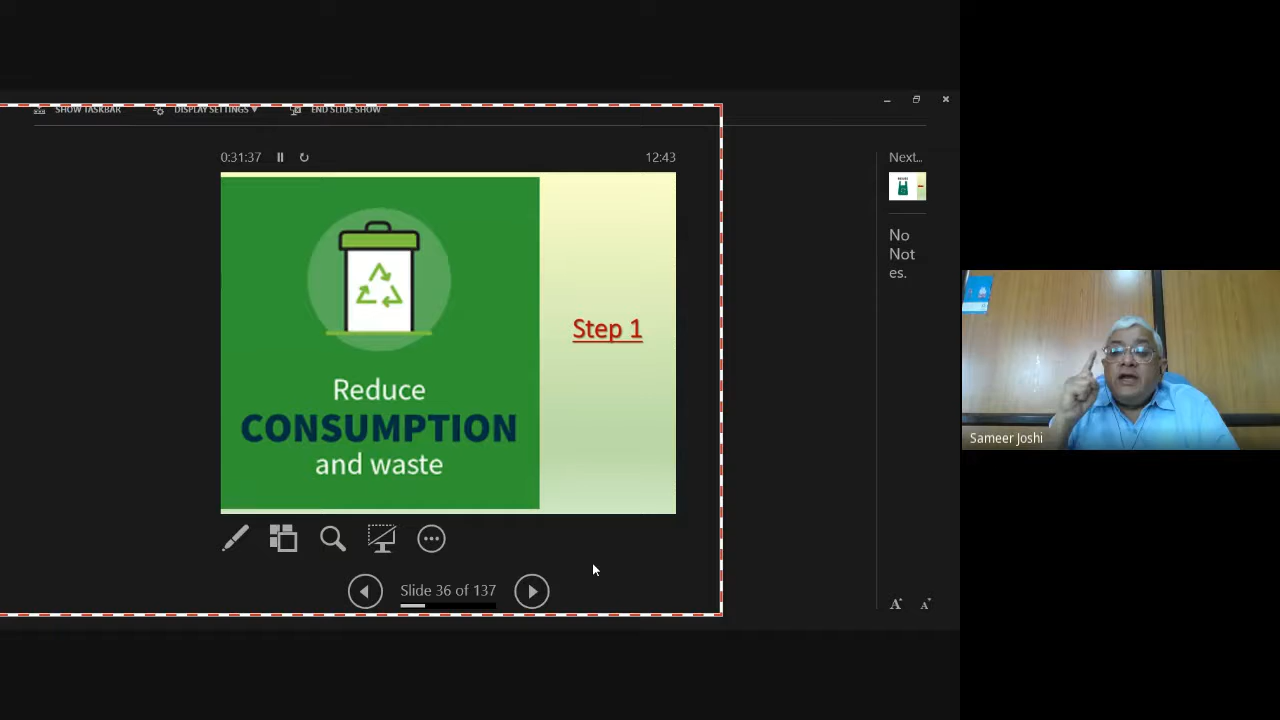 SHOW TASKBAR DISPLAY SETTINGS END SLIDE SHOW
0:31:37 12:43
Next...
Step 1
Reduce
CONSUMPTION
and waste
No
Not
es.
Sameer Joshi
Slide 36 of 137
A A